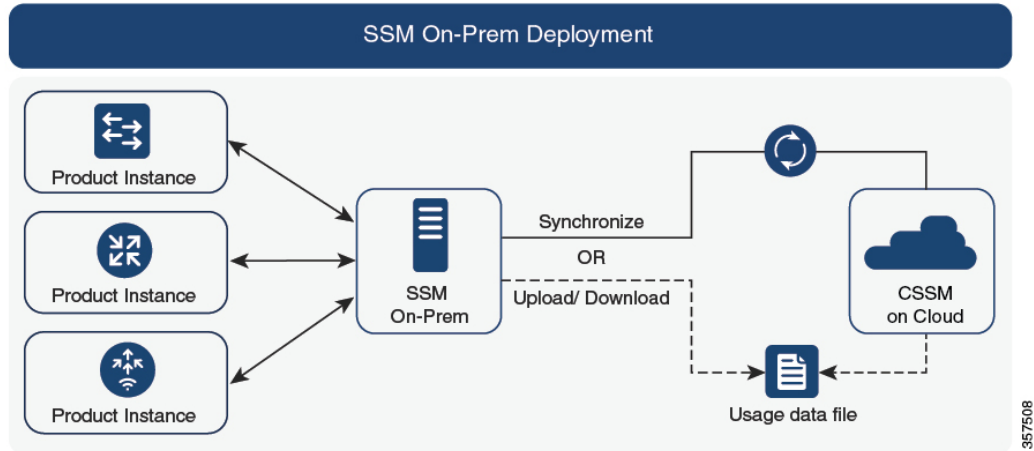 SSM On-Prem Deployment
Product Instance
Product Instance
Product Instance
SSM
On-Prem
Synchronize
OR
Upload/ Download
CSSM
on Cloud
Usage data file
357508